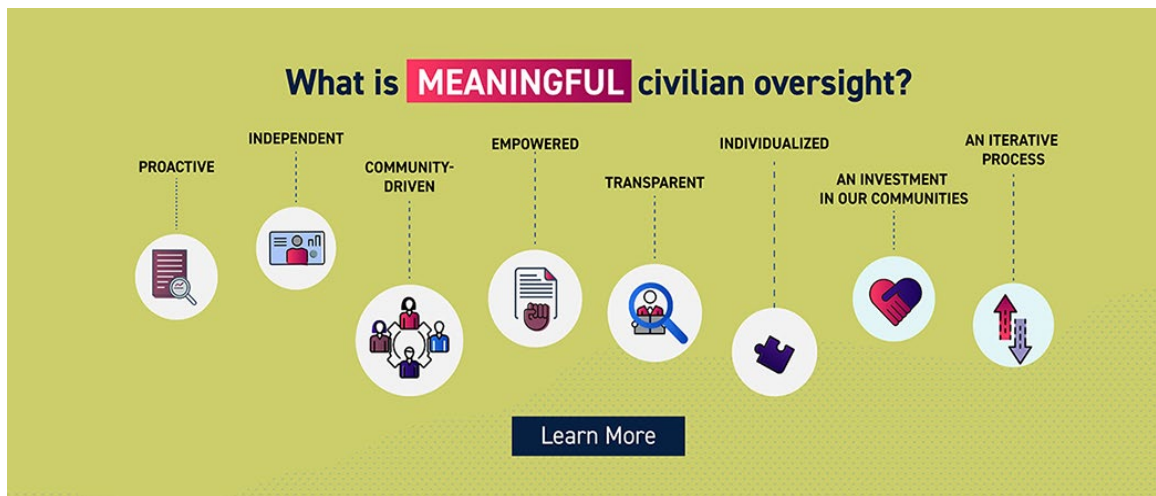 What is MEANINGFUL civilian oversight?
PROACTIVE
INDEPENDENT
COMMUNITY-
DRIVEN
EMPOWERED
TRANSPARENT
INDIVIDUALIZED
AN INVESTMENT
IN OUR COMMUNITIES
AN ITERATIVE
PROCESS
Learn More